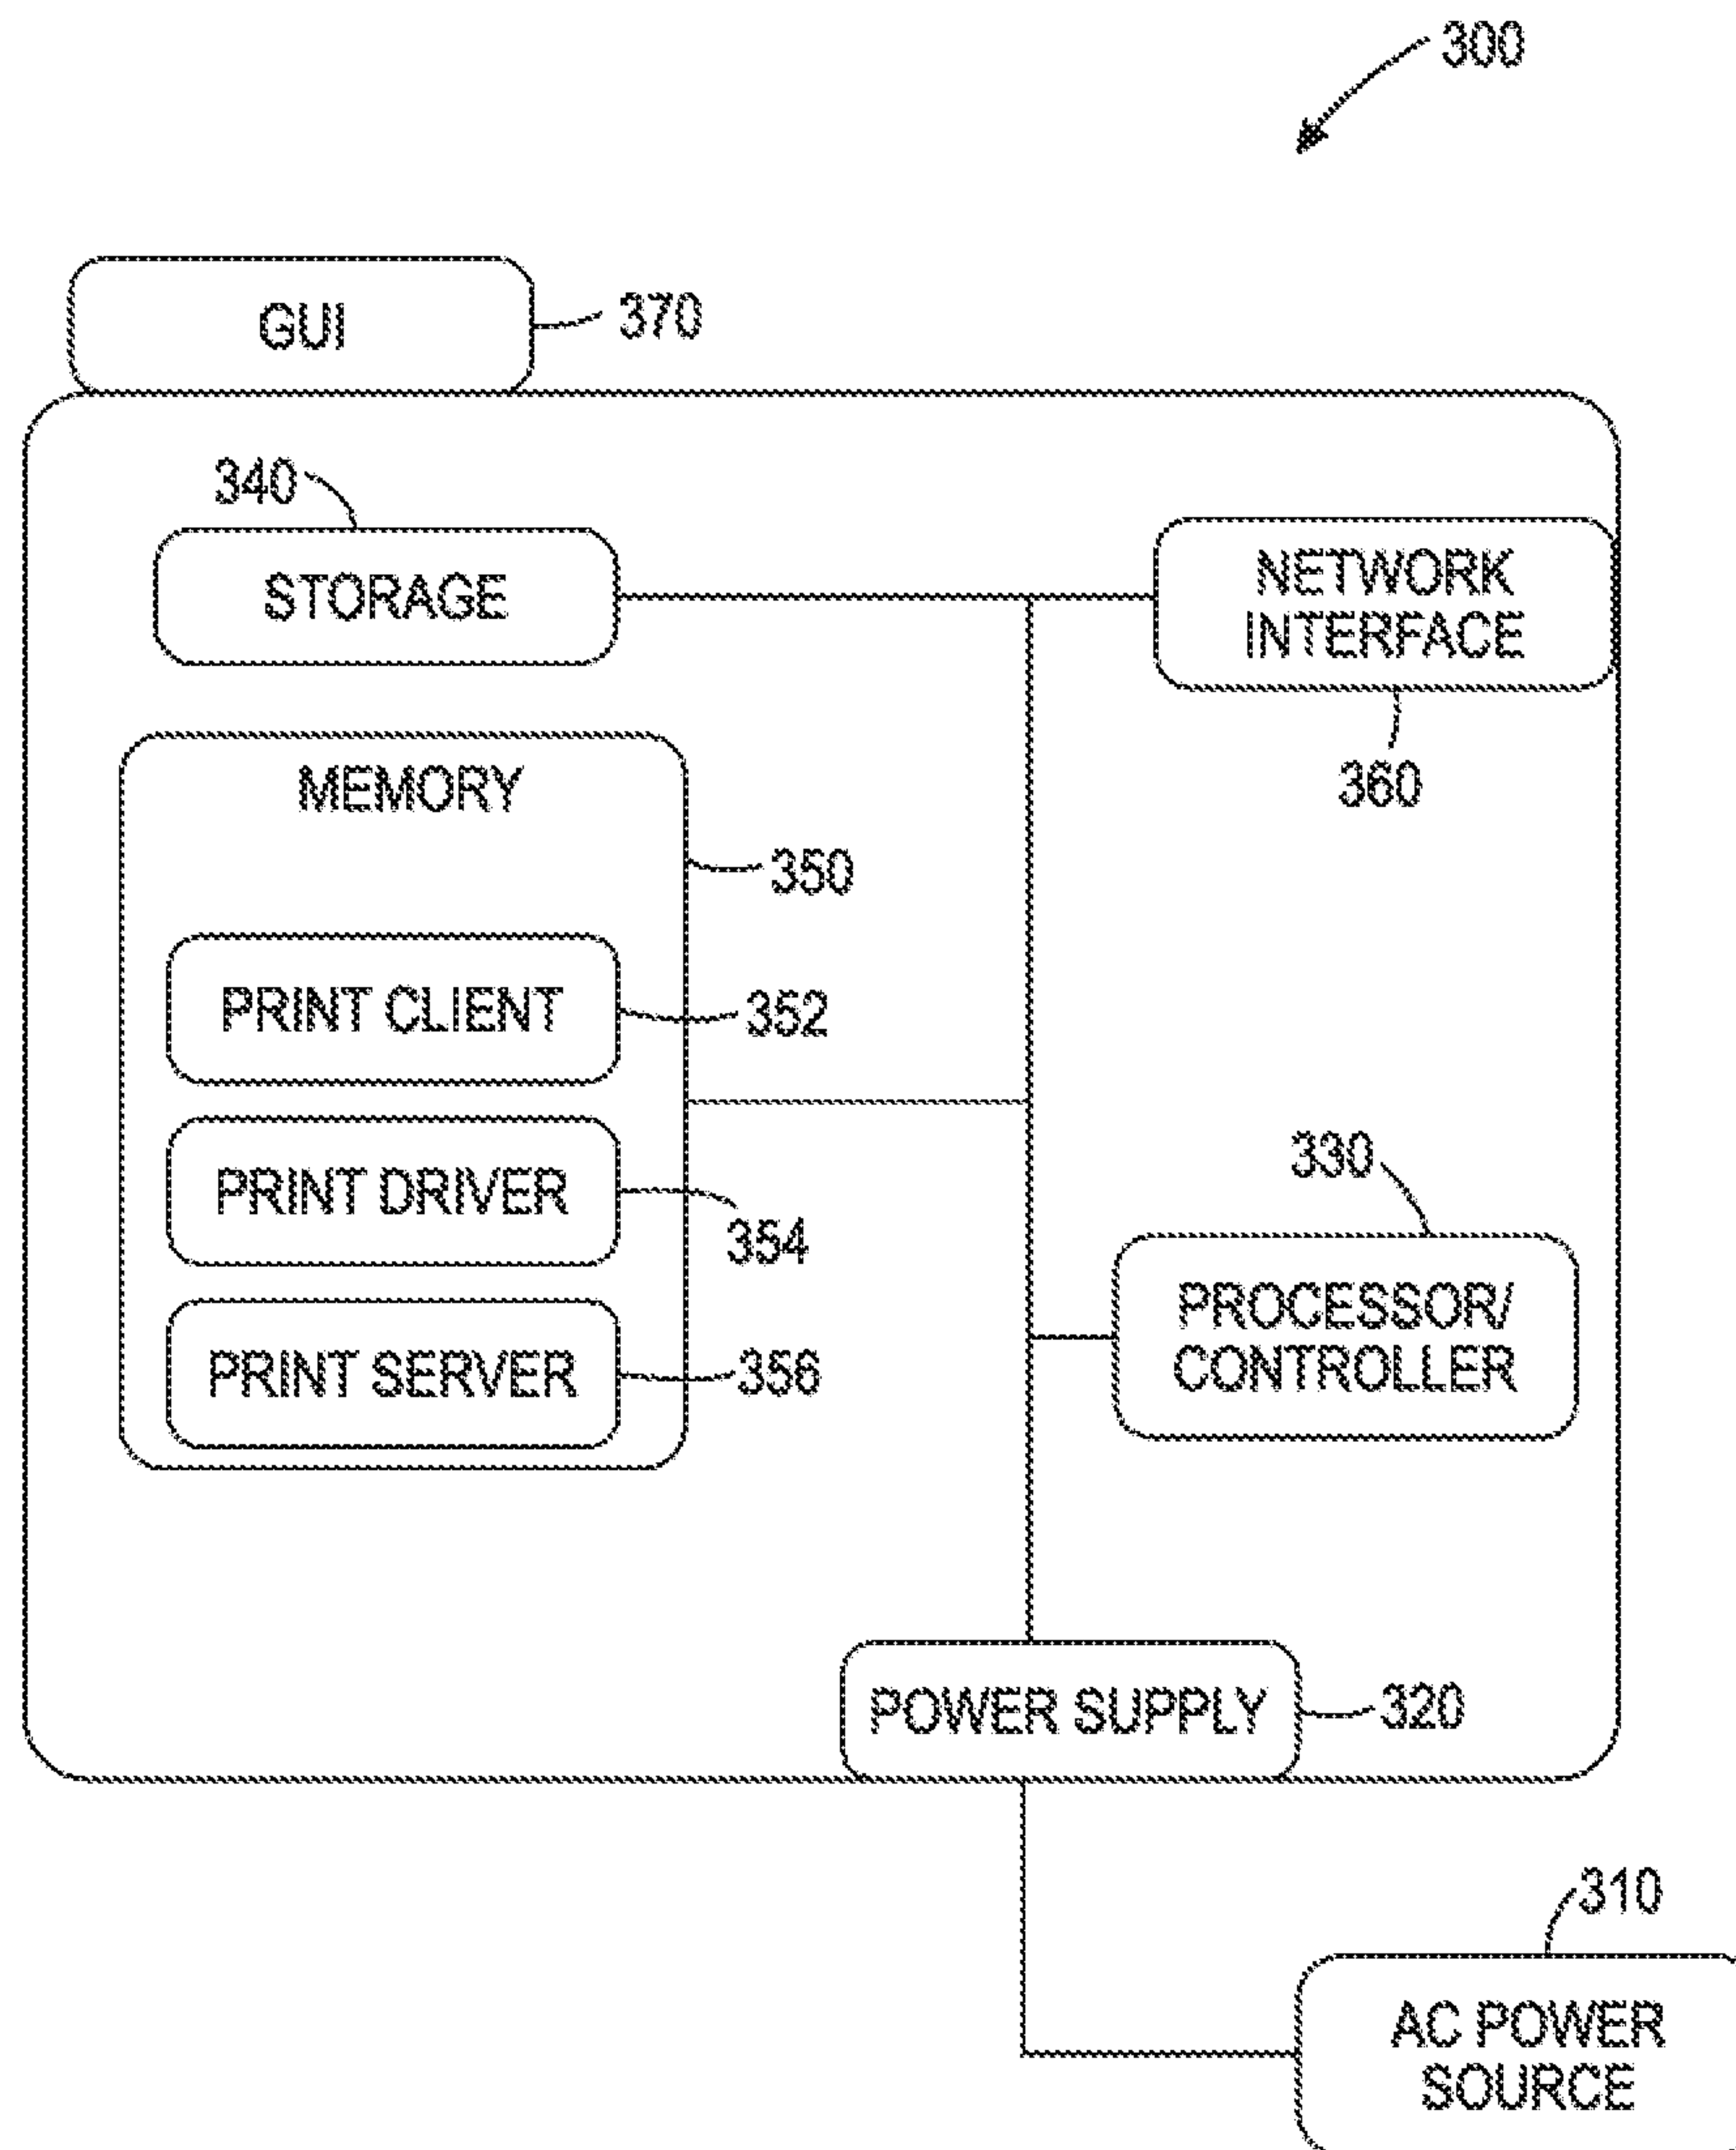 300
GUI
370
340
STORAGE
NETWORK
INTERFACE
360
MEMORY
350
PRINT CLIENT
352
PRINT DRIVER
354
PRINT SERVER
356
330
PROCESSOR/
CONTROLLER
POWER SUPPLY
320
310
AC POWER
SOURCE